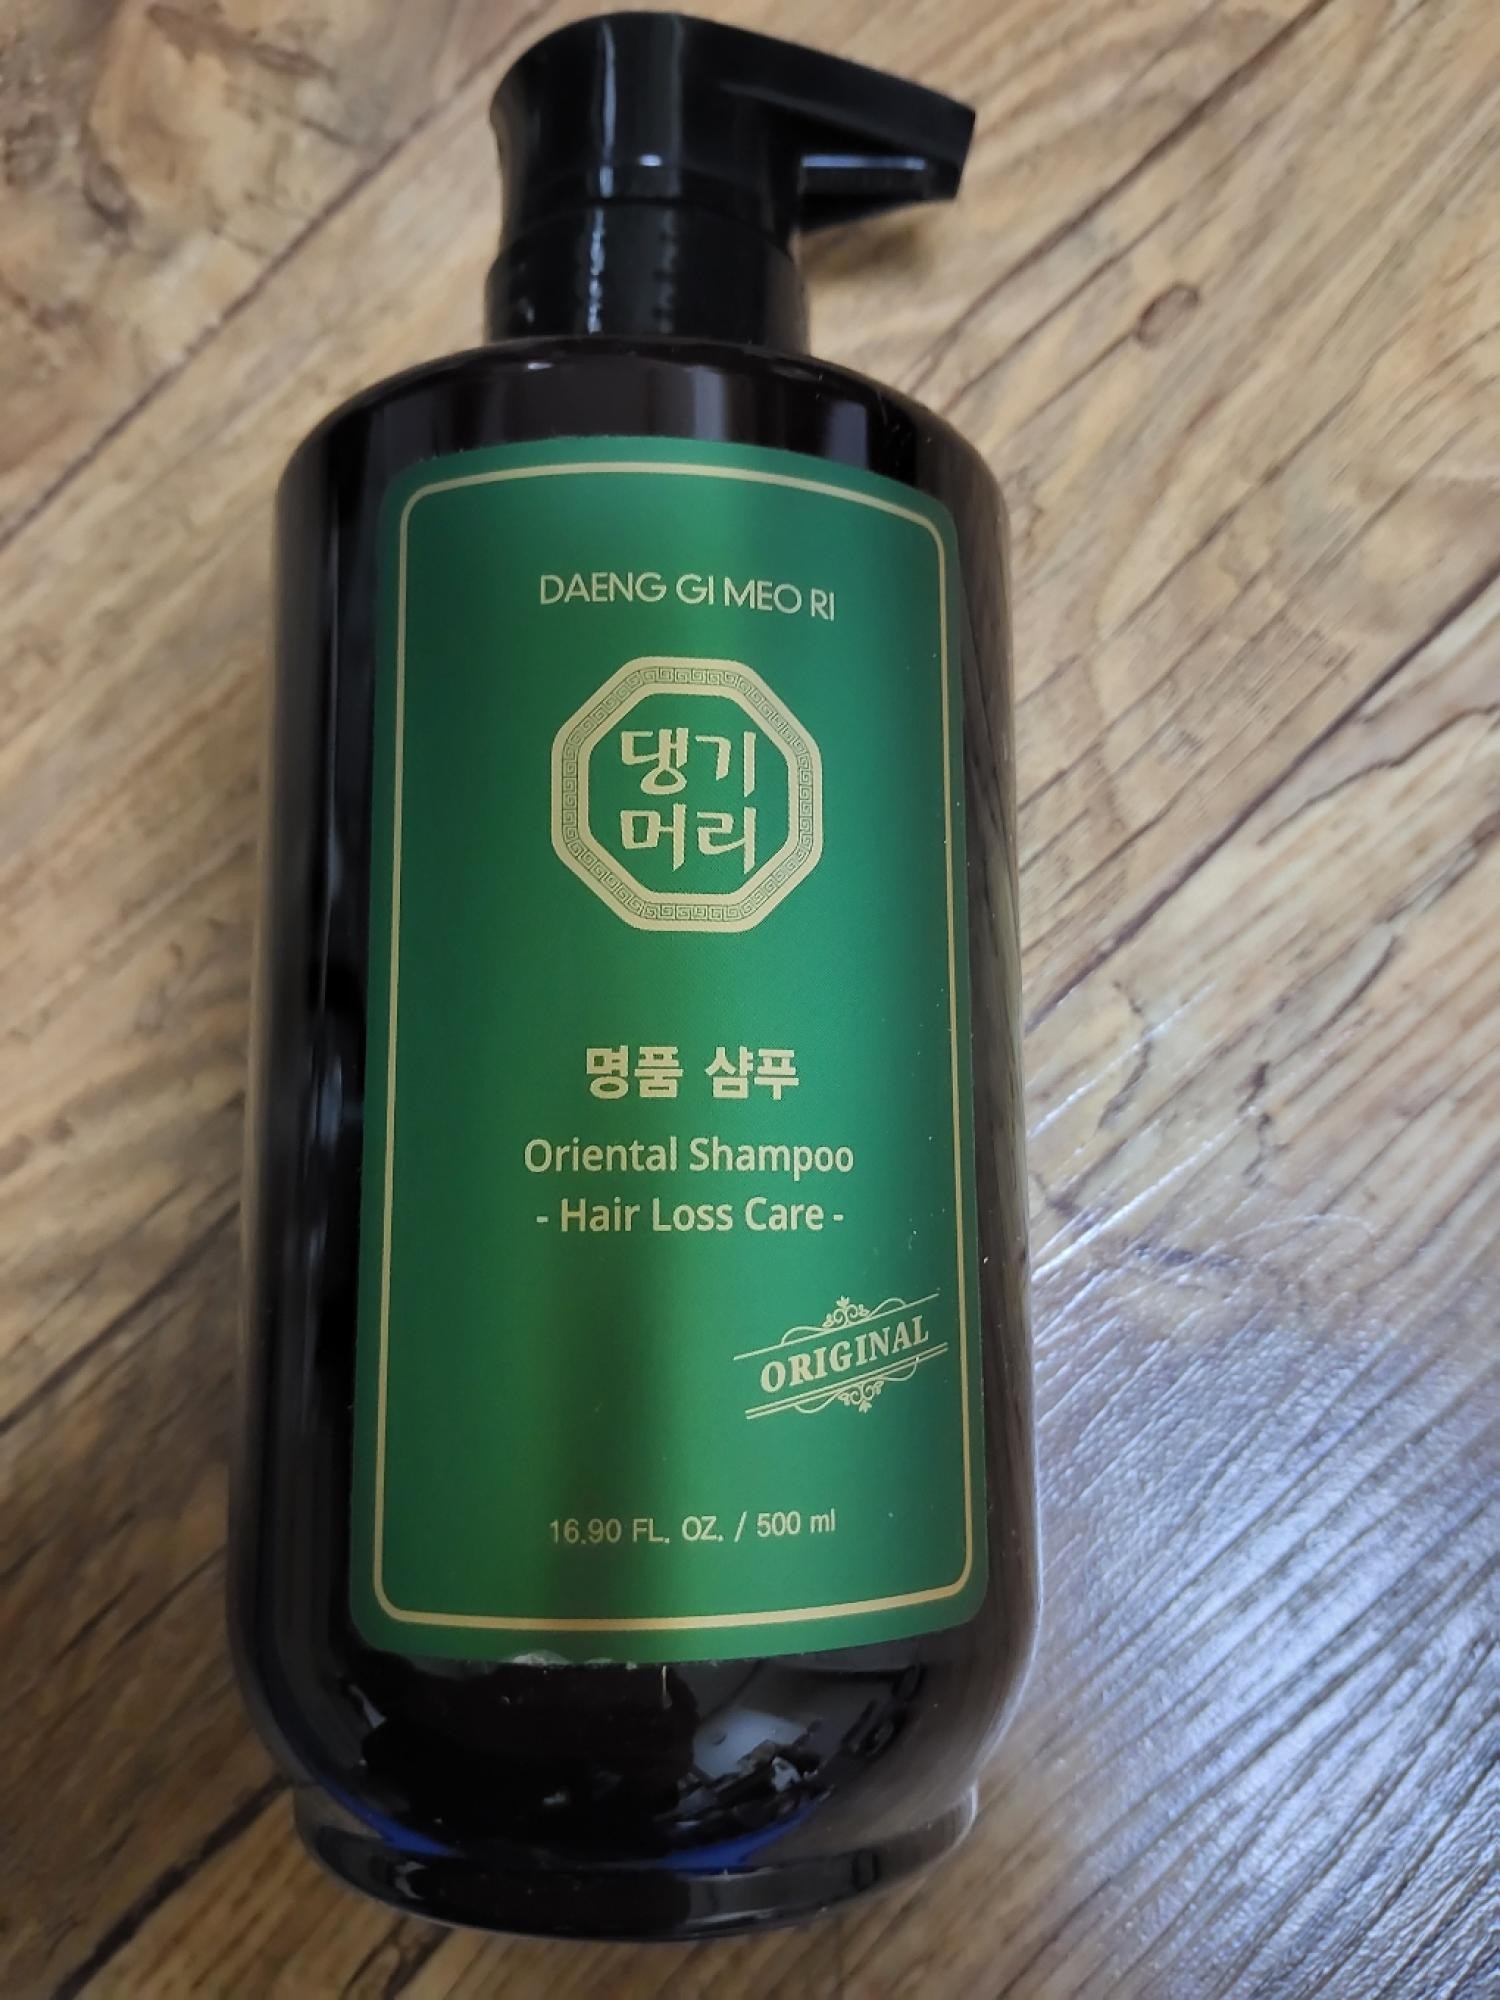 DAENG GI MEO RI
댕기
머리
명품 샴푸
Oriental Shampoo
- Hair Loss Care -
ORIGINAL
16.90 FL. OZ. / 500 ml